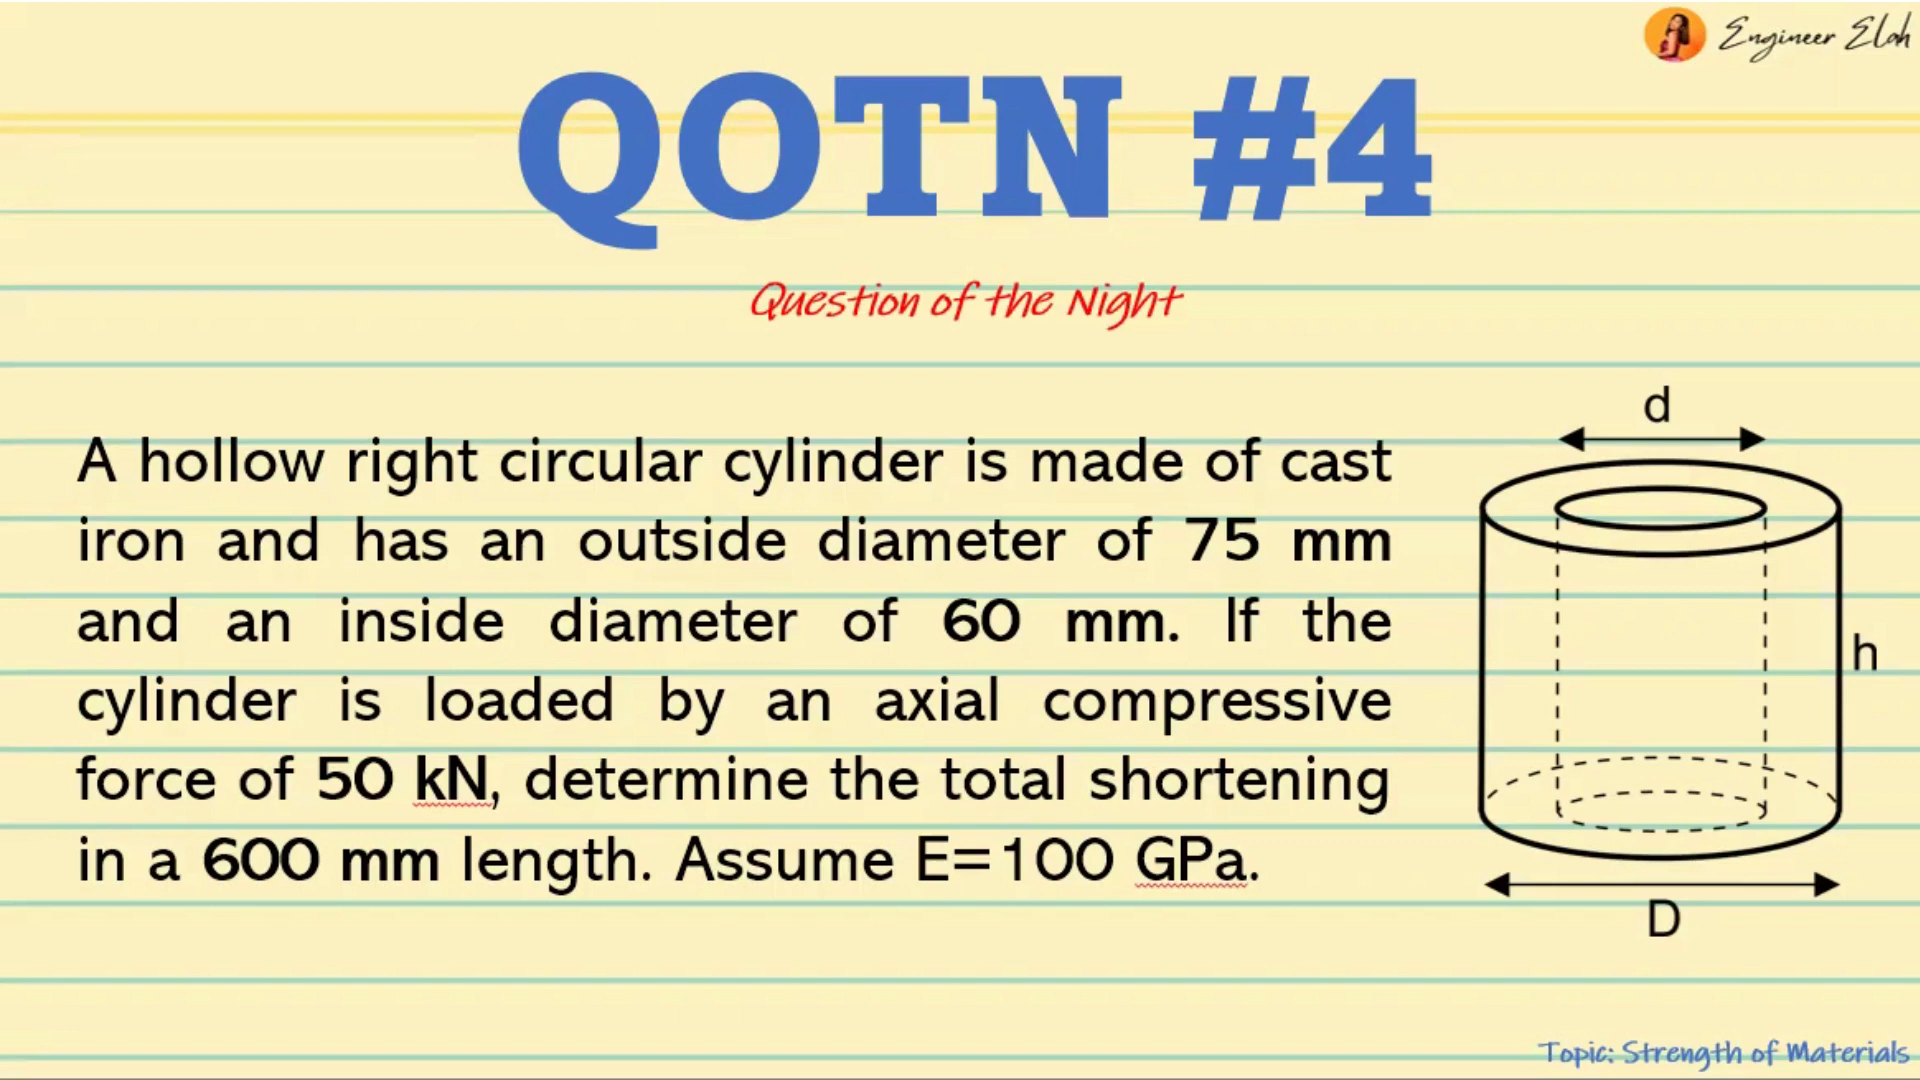 Engineer Elah
QOTN #4
Question of the Night
A hollow right circular cylinder is made of cast
iron and has an outside diameter of 75 mm
and an inside diameter of 60 mm. If the
cylinder is loaded by an axial compressive
force of 50 kN, determine the total shortening
in a 600 mm length. Assume E=100 GPa.
d
h
D
Topic: Strength of Materials